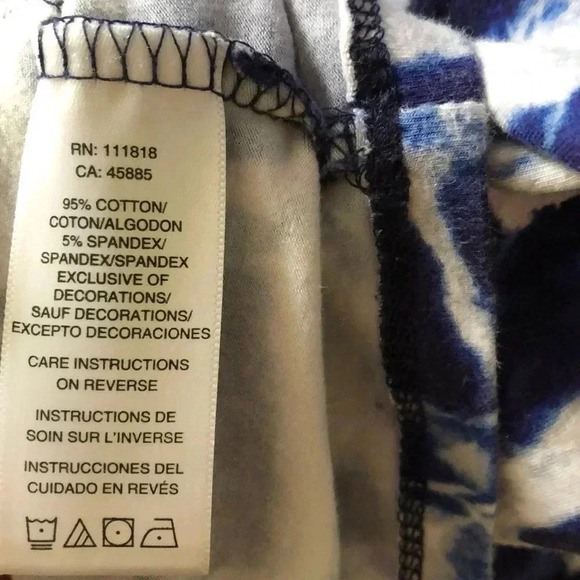 RN: 111818
CA: 45885
95% COTTON/
COTON/ALGODON
5% SPANDEX/
SPANDEX/SPANDEX
EXCLUSIVE OF
DECORATIONS/
SAUF DECORATIONS/
EXCEPTO DECORACIONES
CARE INSTRUCTIONS
ON REVERSE
INSTRUCTIONS DE
SOIN SUR L'INVERSE
INSTRUCCIONES DEL
CUIDADO EN REVÉS